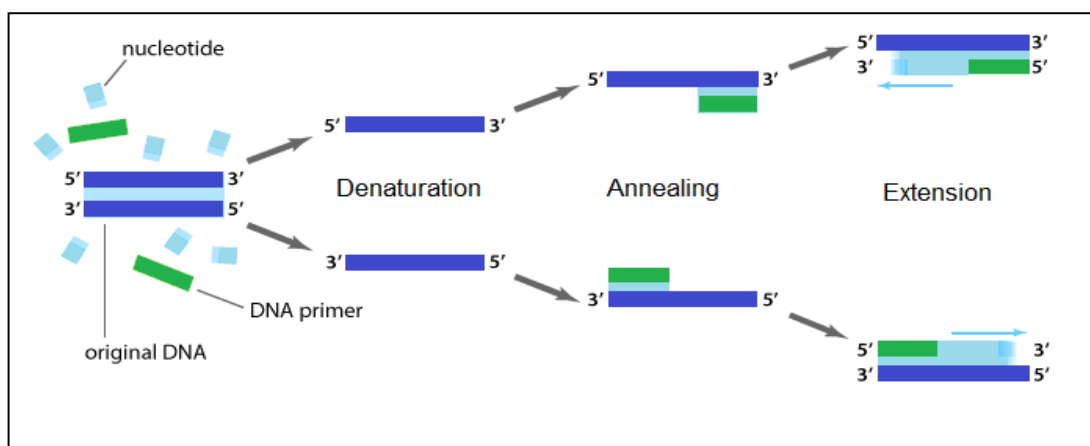 nucleotide
5’ 3’
3’ 5’
DNA primer
original DNA
5’ 3’
Denaturation
3’ 5’
5’ 3’
Annealing
3’ 5’
5’ 3’
3’ 5’
Extension
5’ 3’
3’ 5’